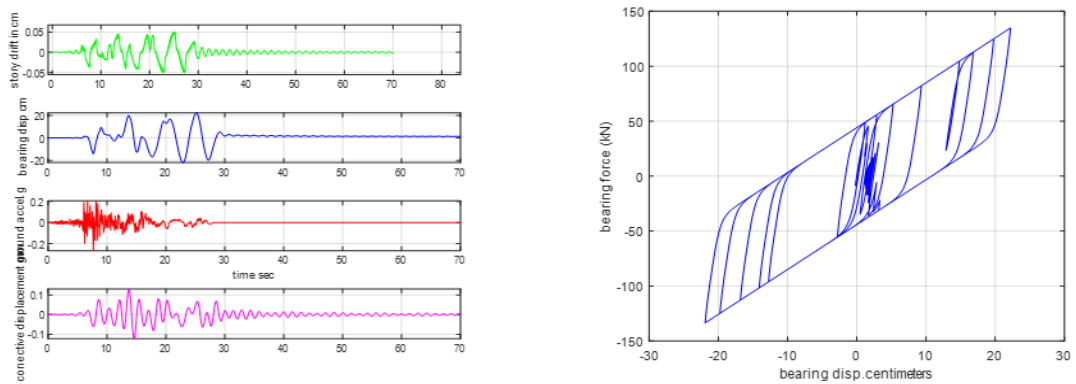 story drift in cm
0.05
0
-0.05
0 10 20 30 40 50 60 70 80
bearing disp cm
20
0
-20
0 10 20 30 40 50 60 70
ground accel g
0.2
0
-0.2
0 10 20 30 40 50 60 70
time sec
conective displacement
0.1
0
-0.1
0 10 20 30 40 50 60 70
bearing force (kN)
150
100
50
0
-50
-100
-150
-30 -20 -10 0 10 20 30
bearing disp.centimeters